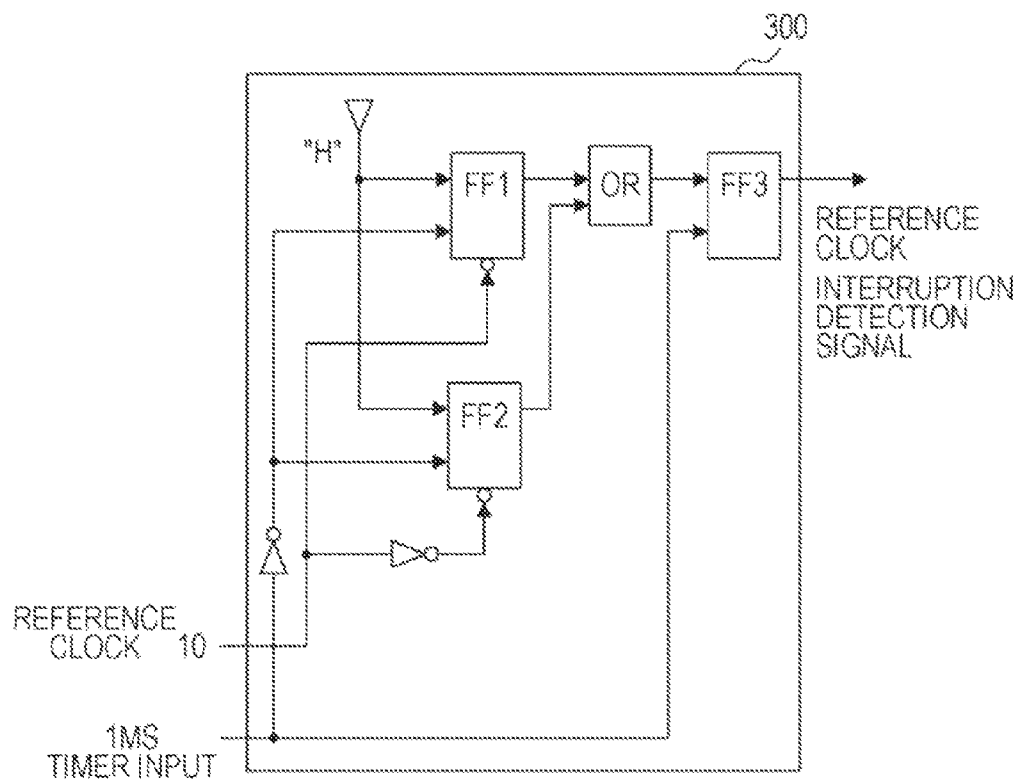 300
"H"
FF1
OR
FF3
REFERENCE
CLOCK
INTERRUPTION
DETECTION
SIGNAL
FF2
REFERENCE
CLOCK 10
1MS
TIMER INPUT